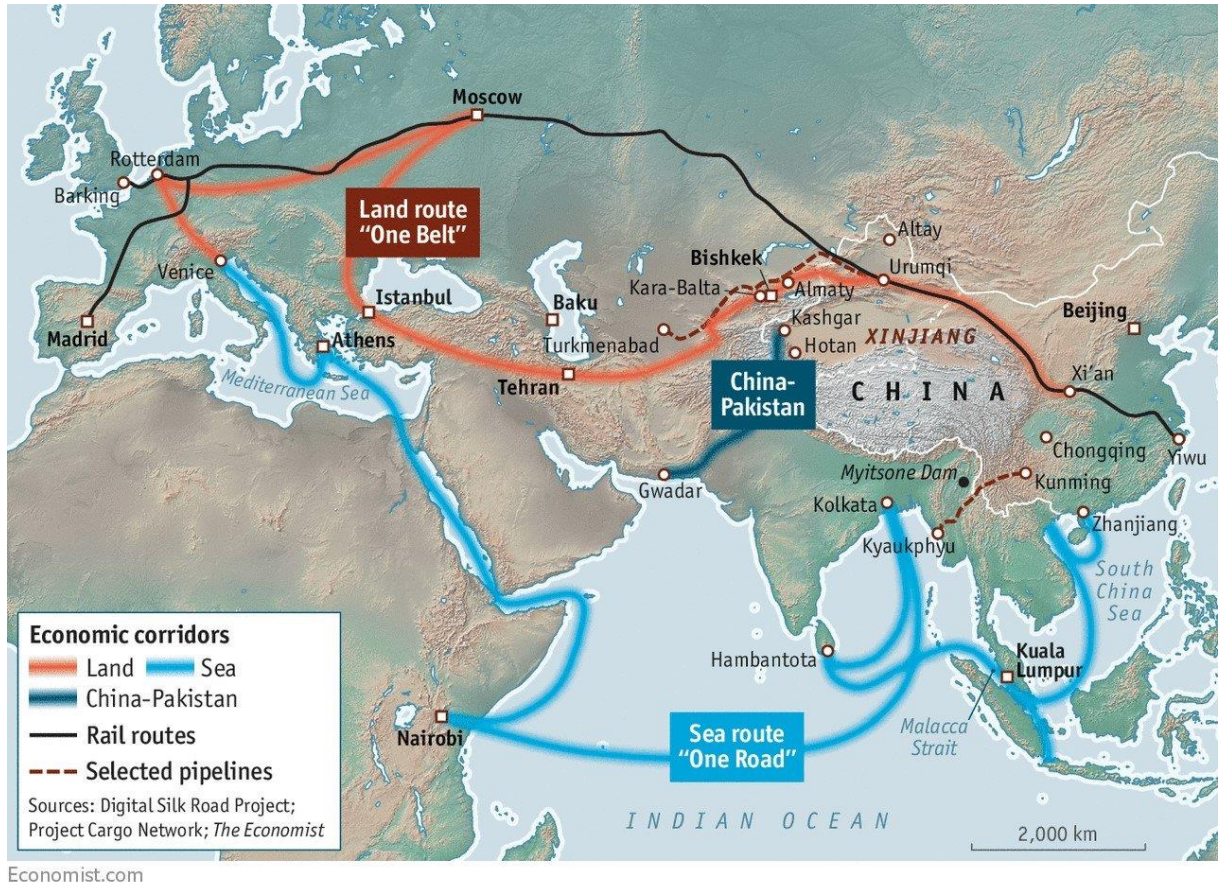 Moscow
Rotterdam
Barking
Land route
"One Belt"
Venice
Altay
Urumqi
Bishkek
Kara-Balta
Almaty
Istanbul
Baku
Beijing
Madrid
Athens
Turkmenabad
Kashgar
Hotan
XINJIANG
Tehran
Mediterranean Sea
China-
Pakistan
CHINA
Xi'an
Chongqing
Yiwu
Gwadar
Myitsone Dam
Kunming
Kolkata
Zhanjiang
Kyaukphyu
South
China
Sea
Hambantota
Kuala
Lumpur
Malacca
Strait
Nairobi
Sea route
"One Road"
INDIAN OCEAN
2,000 km
Economic corridors
Land Sea
China-Pakistan
Rail routes
Selected pipelines
Sources: Digital Silk Road Project;
Project Cargo Network; The Economist
Economist.com